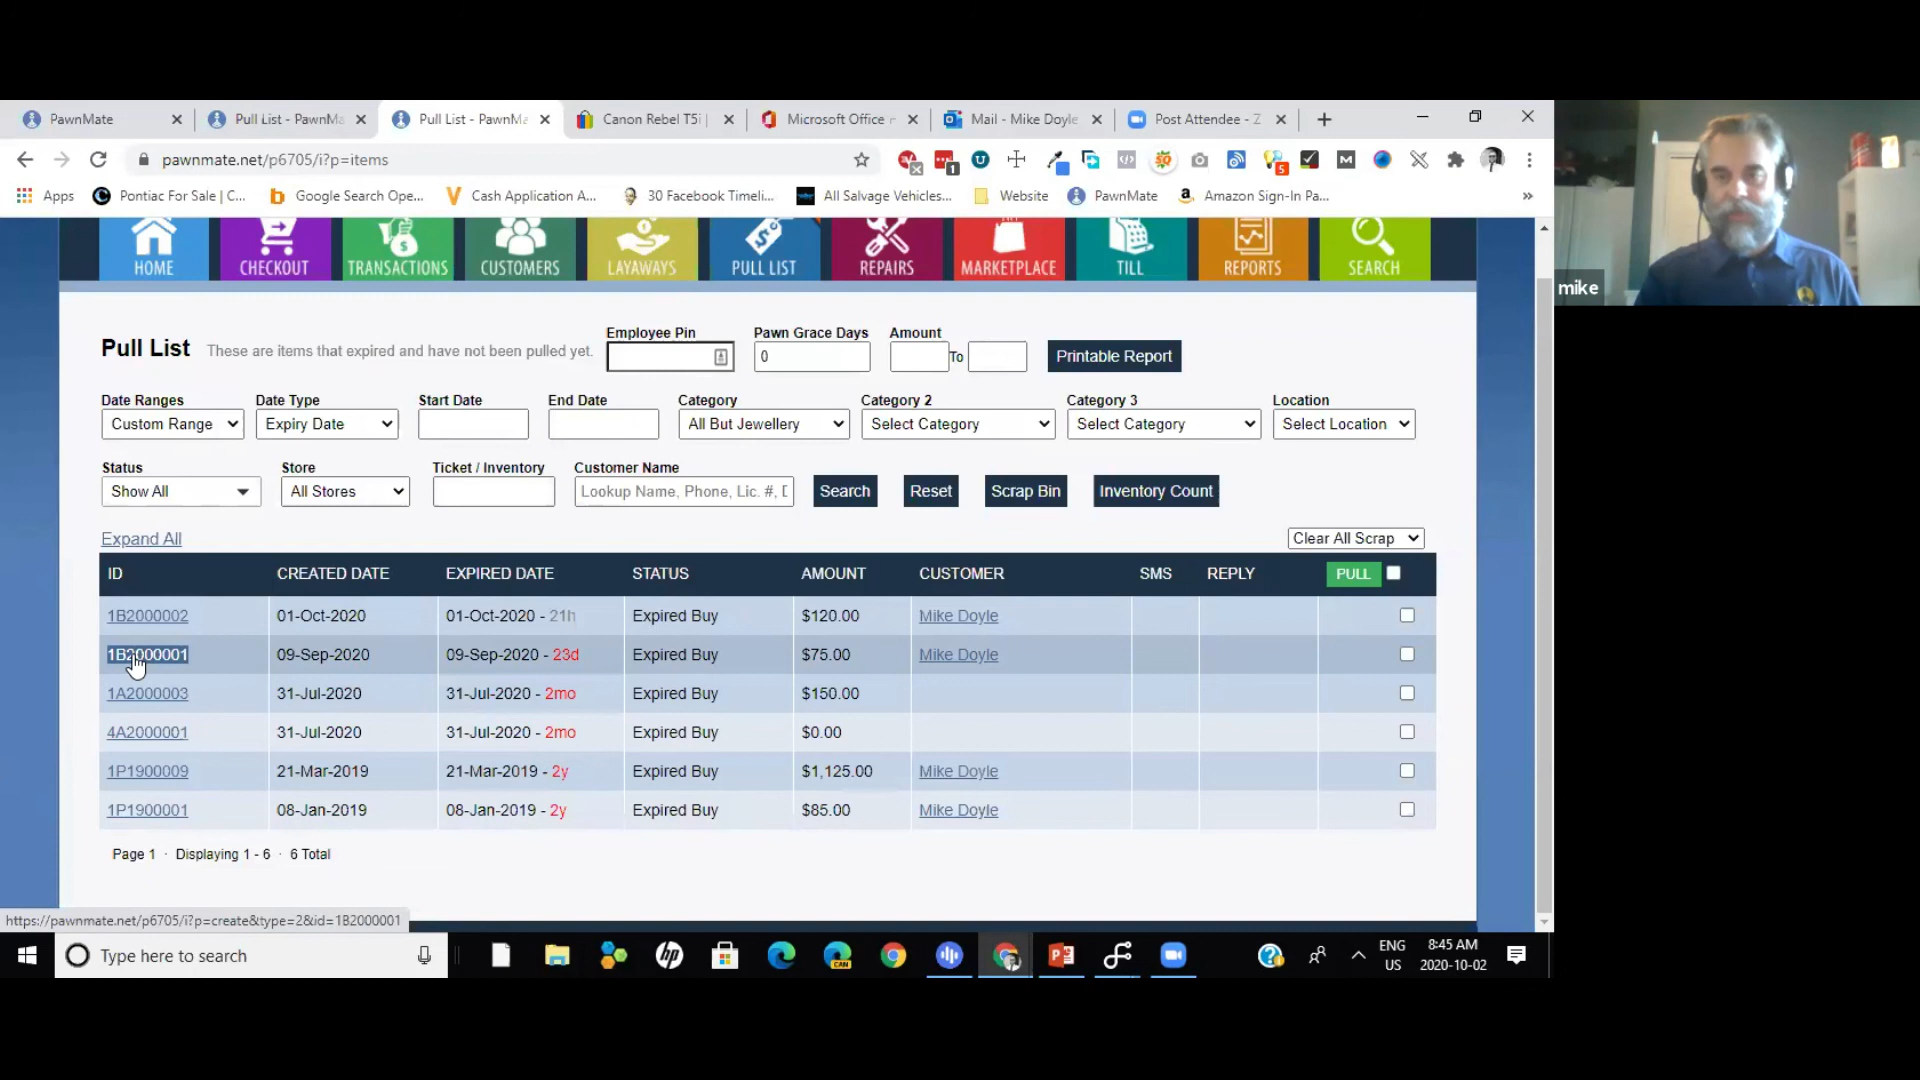 PawnMate
Pull List - PawnMa
Pull List - PawnMa
Canon Rebel T5i |
Microsoft Office
Mail - Mike Doyle
Post Attendee - Z
pawnmate.net/p6705/i?p=items
1
5
Apps
Pontiac For Sale | C...
Google Search Ope...
Cash Application A...
30 Facebook Timeli...
All Salvage Vehicles...
Website
PawnMate
Amazon Sign-In Pa...
»
HOME
CHECKOUT
TRANSACTIONS
CUSTOMERS
LAYAWAYS
PULL LIST
REPAIRS
MARKETPLACE
TILL
REPORTS
SEARCH
mike
Pull List These are items that expired and have not been pulled yet.
Employee Pin
Pawn Grace Days
0
Amount
To
Printable Report
Date Ranges
Custom Range
Date Type
Expiry Date
Start Date
End Date
Category
All But Jewellery
Category 2
Select Category
Category 3
Select Category
Location
Select Location
Status
Show All
Store
All Stores
Ticket / Inventory
Customer Name
Lookup Name, Phone, Lic. #, D
Search
Reset
Scrap Bin
Inventory Count
Expand All
Clear All Scrap
ID CREATED DATE EXPIRED DATE STATUS AMOUNT CUSTOMER SMS REPLY PULL
1B2000002 01-Oct-2020 01-Oct-2020 - 21h Expired Buy $120.00 Mike Doyle
1B2000001 09-Sep-2020 09-Sep-2020 - 23d Expired Buy $75.00 Mike Doyle
1A2000003 31-Jul-2020 31-Jul-2020 - 2mo Expired Buy $150.00
4A2000001 31-Jul-2020 31-Jul-2020 - 2mo Expired Buy $0.00
1P1900009 21-Mar-2019 21-Mar-2019 - 2y Expired Buy $1,125.00 Mike Doyle
1P1900001 08-Jan-2019 08-Jan-2019 - 2y Expired Buy $85.00 Mike Doyle
Page 1 · Displaying 1 - 6 · 6 Total
https://pawnmate.net/p6705/i?p=create&type=2&id=1B2000001
Type here to search
hp
CAN
ENG
US
8:45 AM
2020-10-02